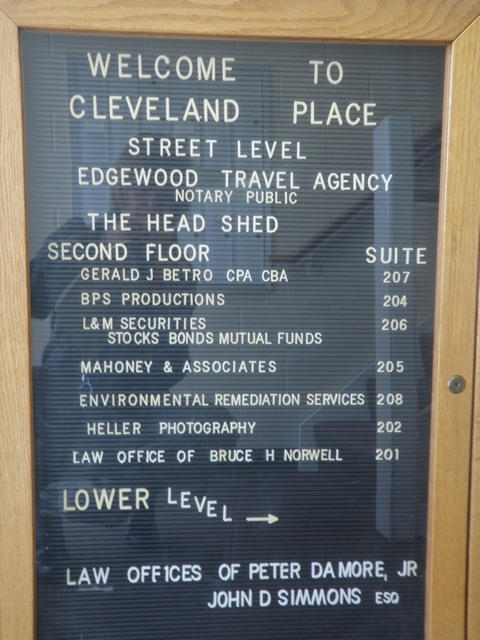 WELCOME TO
CLEVELAND PLACE
STREET LEVEL
EDGEWOOD TRAVEL AGENCY
NOTARY PUBLIC
THE HEAD SHED
SECOND FLOOR SUITE
GERALD J BETRO CPA CBA 207
BPS PRODUCTIONS 204
L&M SECURITIES 206
STOCKS BONDS MUTUAL FUNDS
MAHONEY & ASSOCIATES 205
ENVIRONMENTAL REMEDIATION SERVICES 208
HELLER PHOTOGRAPHY 202
LAW OFFICE OF BRUCE H NORWELL 201
LOWER LEVEL →
LAW OFFICES OF PETER DAMORE, JR
JOHN D SIMMONS ESQ